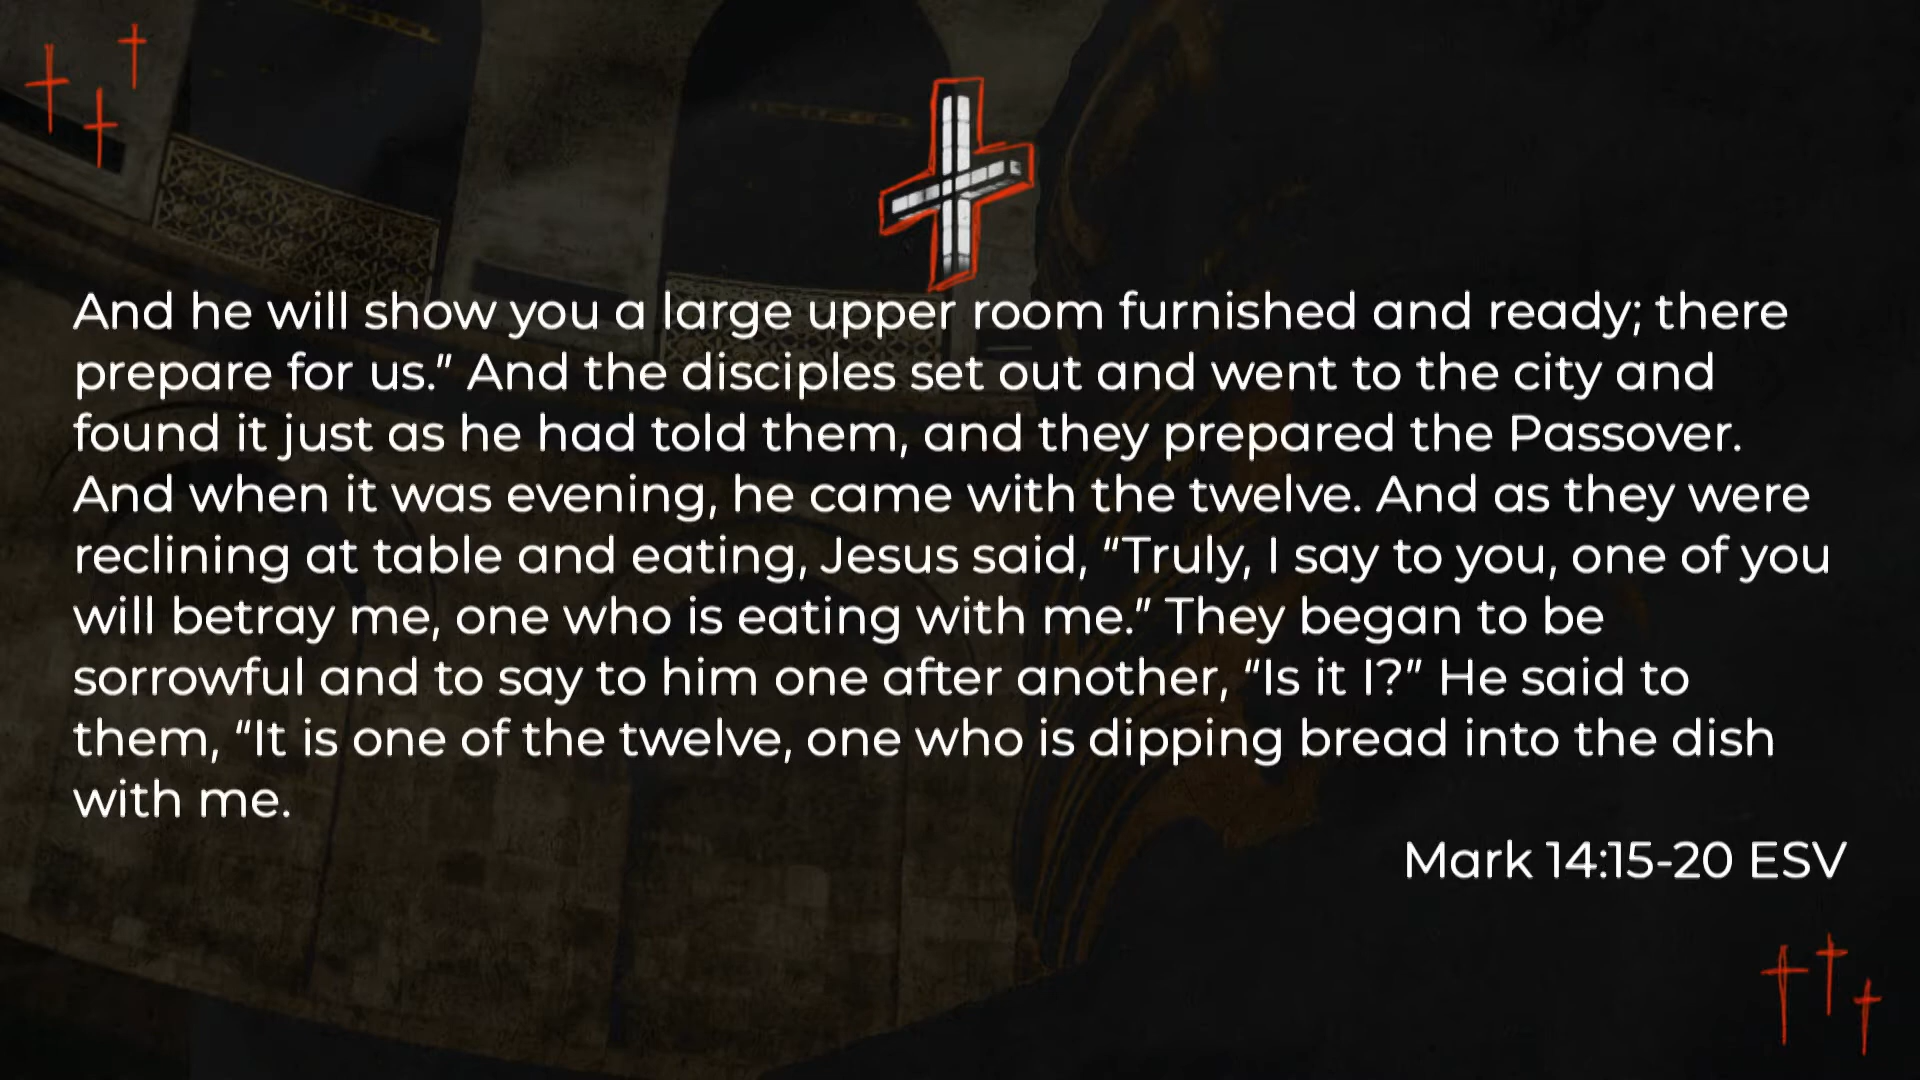 And he will show you a large upper room furnished and ready; there
prepare for us.” And the disciples set out and went to the city and
found it just as he had told them, and they prepared the Passover.
And when it was evening, he came with the twelve. And as they were
reclining at table and eating, Jesus said, “Truly, I say to you, one of you
will betray me, one who is eating with me.” They began to be
sorrowful and to say to him one after another, “Is it I?” He said to
them, “It is one of the twelve, one who is dipping bread into the dish
with me.
Mark 14:15-20 ESV